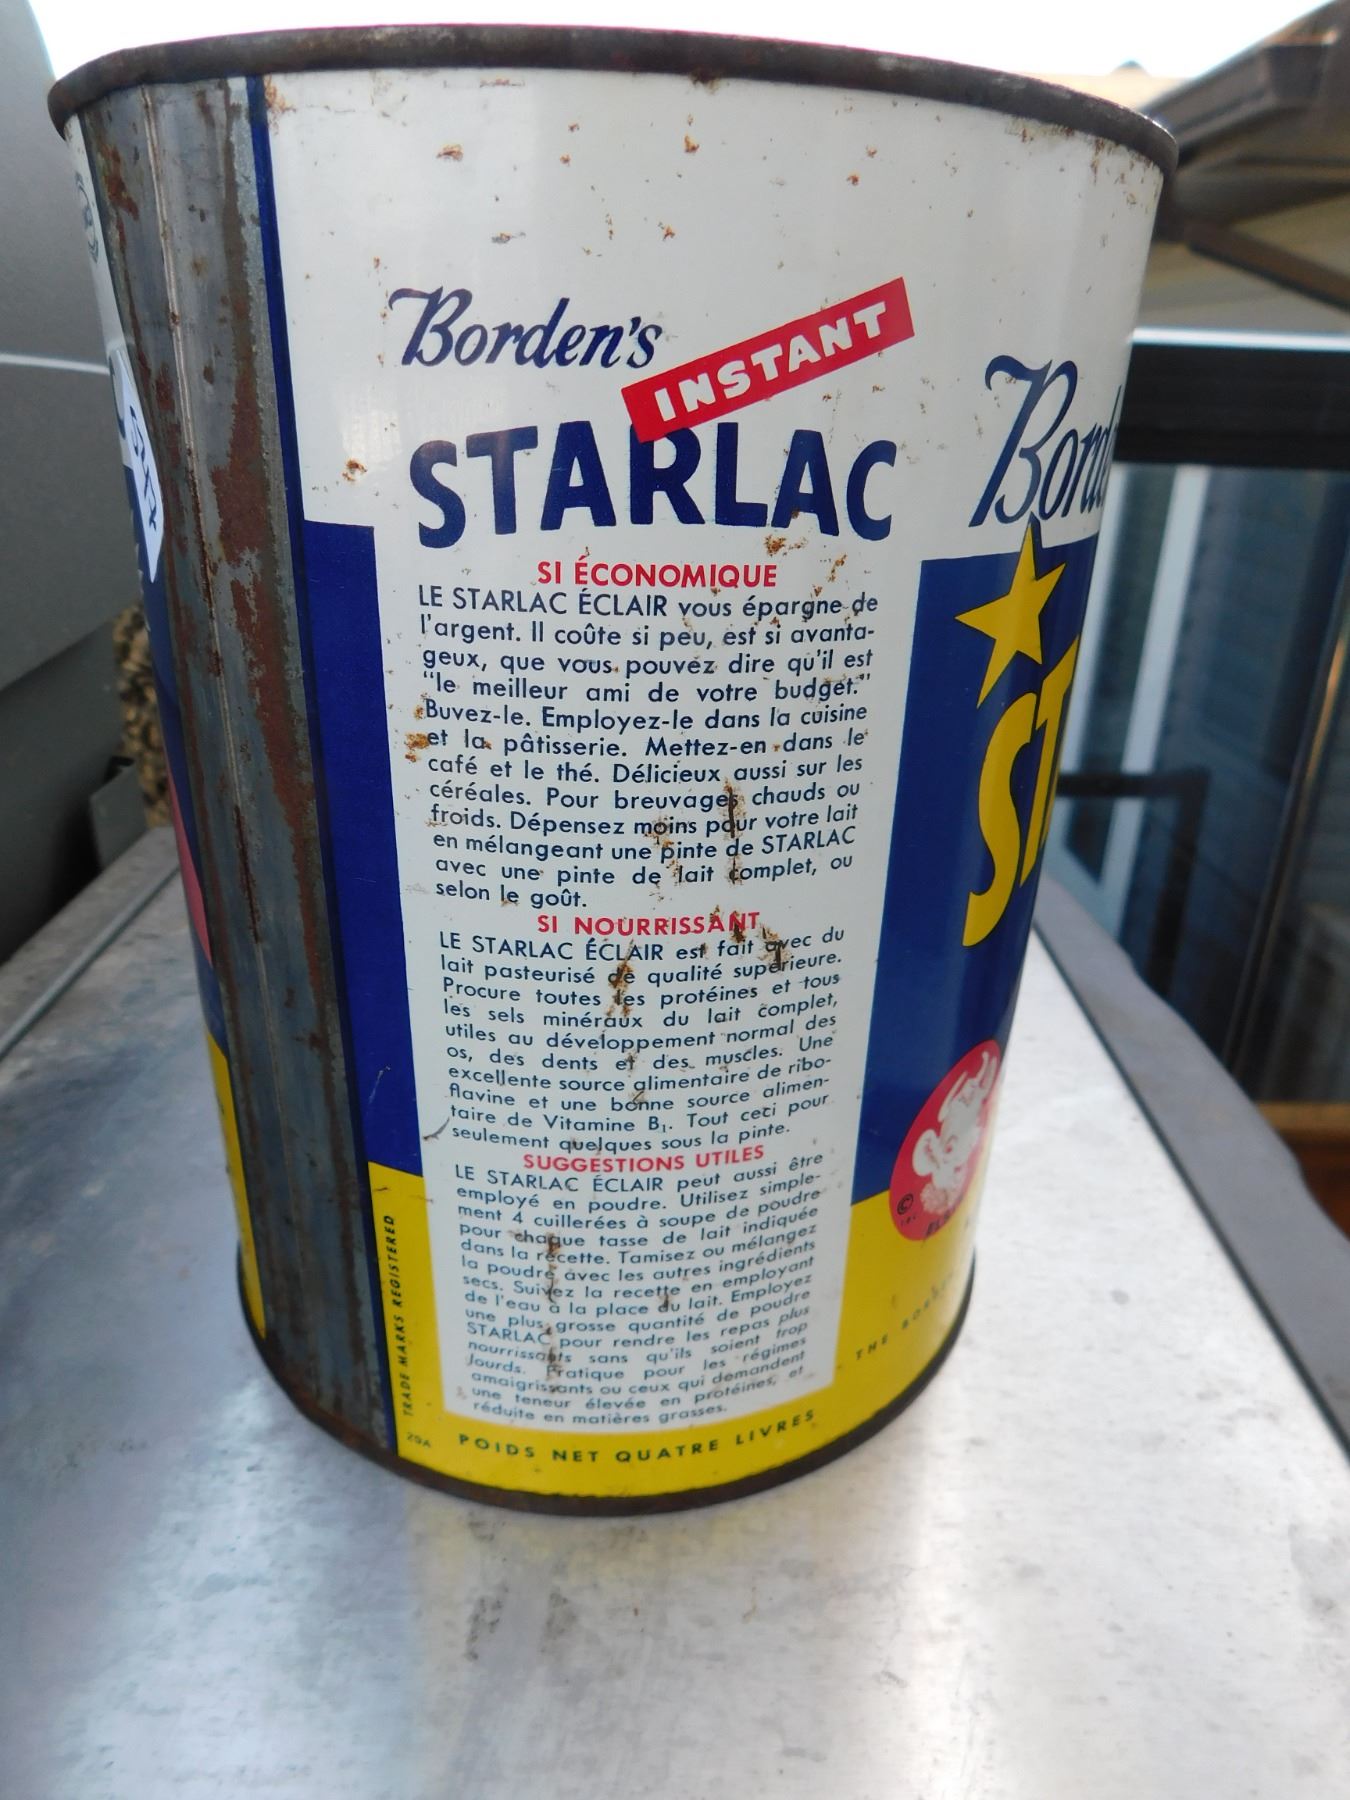 Borden's
INSTANT
STARLAC
SI ÉCONOMIQUE
LE STARLAC ÉCLAIR vous épargne de
l'argent. Il coûte si peu, est si avanta-
geux, que vous pouvez dire qu'il est
"le meilleur ami de votre budget."
Buvez-le. Employez-le dans la cuisine
et la pâtisserie. Mettez-en dans le
café et le thé. Délicieux aussi sur les
céréales. Pour breuvages chauds ou
froids. Dépensez moins pour votre lait
en mélangeant une pinte de STARLAC
avec une pinte de lait complet, ou
selon le goût.
SI NOURRISSANT
LE STARLAC ÉCLAIR est fait avec du
lait pasteurisé de qualité supérieure.
Procure toutes les protéines et tous
les sels minéraux du lait complet,
utiles au développement normal des
os, des dents et des muscles. Une
excellente source alimentaire de ribo-
flavine et une bonne source alimen-
taire de Vitamine B₁. Tout ceci pour
seulement quelques sous la pinte.
SUGGESTIONS UTILES
LE STARLAC ÉCLAIR peut aussi être
employé en poudre. Utilisez simple-
ment 4 cuillerées à soupe de poudre
pour chaque tasse de lait indiquée
dans la recette. Tamisez ou mélangez
la poudre avec les autres ingrédients
secs. Suivez la recette en employant
de l'eau à la place du lait. Employez
une plus grosse quantité de poudre
STARLAC pour rendre les repas plus
nourrissants sans qu'ils soient trop
lourds. Pratique pour les régimes
amaigrissants ou ceux qui demandent
une teneur élevée en protéines, et
réduite en matières grasses.
POIDS NET QUATRE LIVRES
TRADE MARKS REGISTERED
20A
Bord
ST
©
THE BORDE